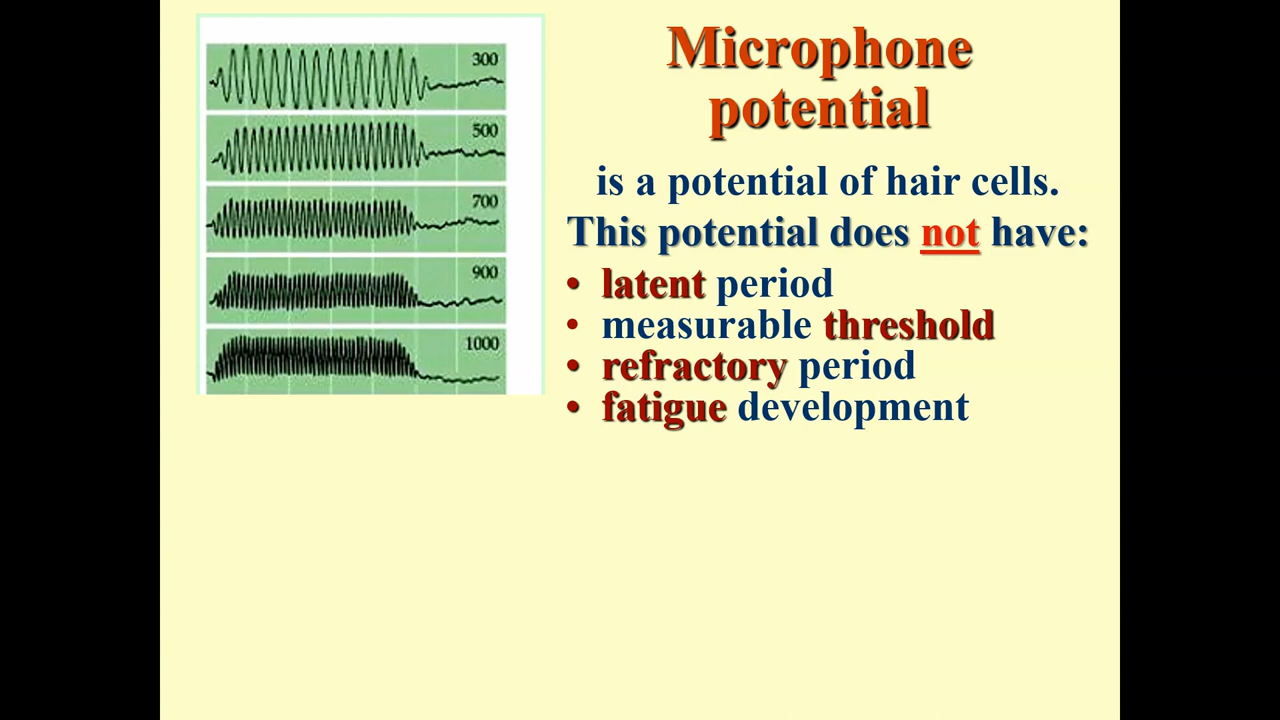 300
500
700
900
1000
Microphone
potential
is a potential of hair cells.
This potential does not have:
• latent period
• measurable threshold
• refractory period
• fatigue development